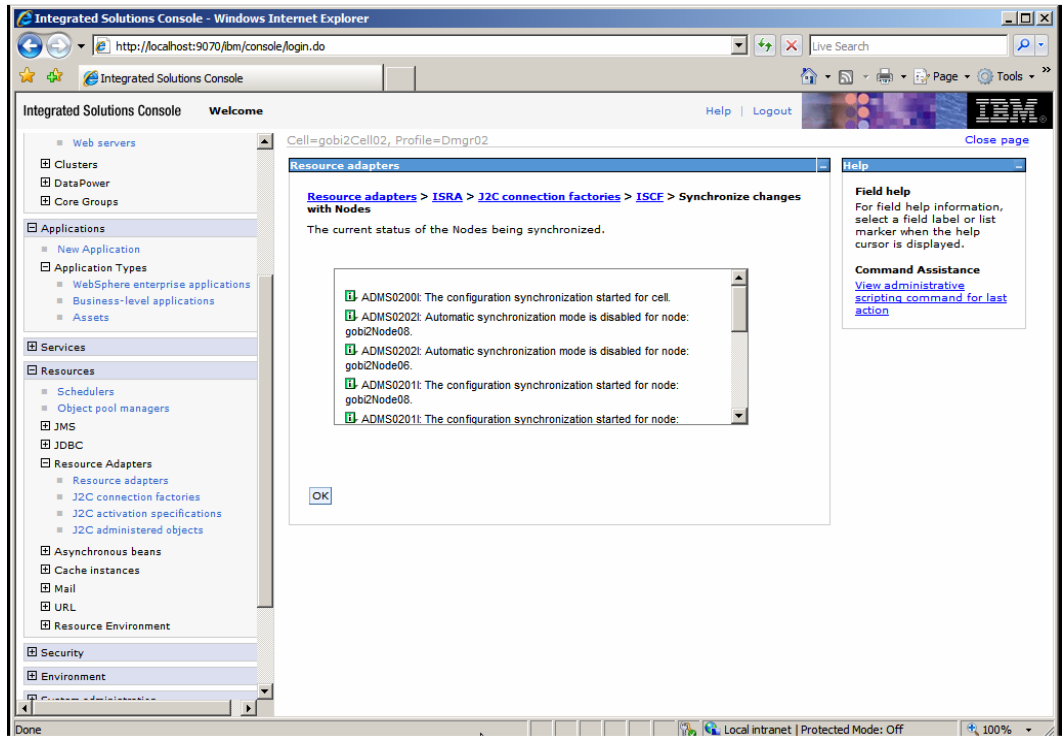 Integrated Solutions Console - Windows Internet Explorer
http://localhost:9070/ibm/console/login.do
Live Search
Integrated Solutions Console
Page
Tools
»
Integrated Solutions Console Welcome
Help | Logout
IBM
Web servers
Clusters
DataPower
Core Groups
Applications
New Application
Application Types
WebSphere enterprise applications
Business-level applications
Assets
Services
Resources
Schedulers
Object pool managers
JMS
JDBC
Resource Adapters
Resource adapters
J2C connection factories
J2C activation specifications
J2C administered objects
Asynchronous beans
Cache instances
Mail
URL
Resource Environment
Security
Environment
System administration
Cell=gobi2Cell02, Profile=Dmgr02
Close page
Resource adapters
Resource adapters > ISRA > J2C connection factories > ISCF > Synchronize changes
with Nodes
The current status of the Nodes being synchronized.
ADMS0200I: The configuration synchronization started for cell.
ADMS0202I: Automatic synchronization mode is disabled for node:
gobi2Node08.
ADMS0202I: Automatic synchronization mode is disabled for node:
gobi2Node06.
ADMS0201I: The configuration synchronization started for node:
gobi2Node08.
ADMS0201I: The configuration synchronization started for node:
OK
Help
Field help
For field help information,
select a field label or list
marker when the help
cursor is displayed.
Command Assistance
View administrative
scripting command for last
action
Done
Local intranet | Protected Mode: Off
100%